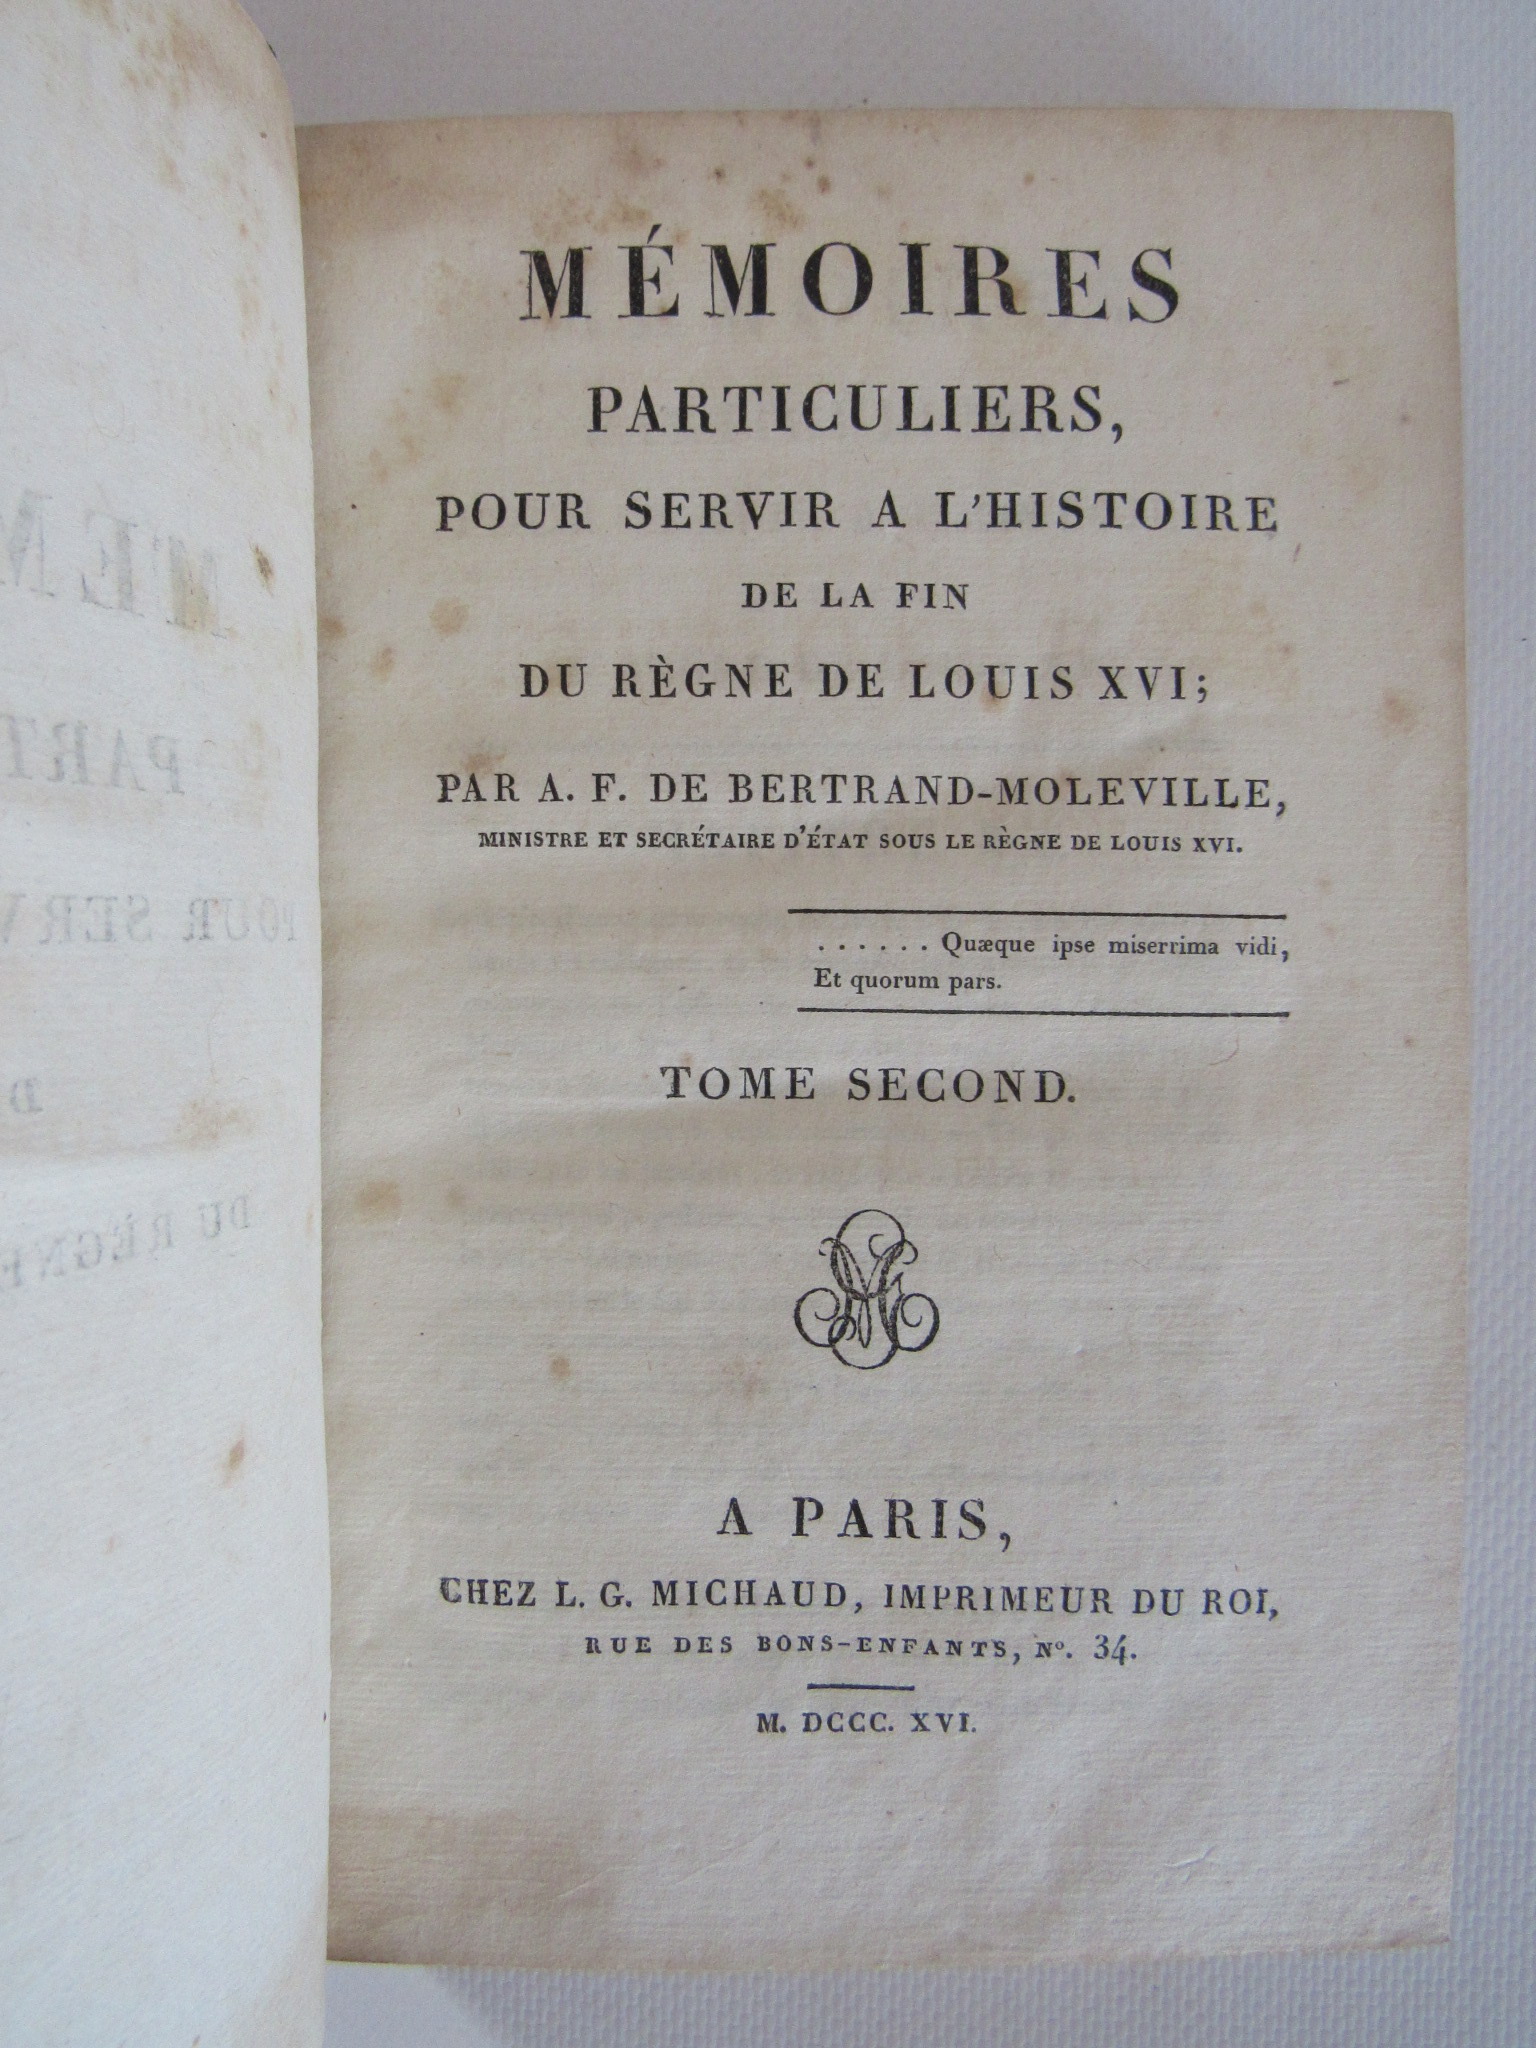 MÉMOIRES
PARTICULIERS,
POUR SERVIR A L'HISTOIRE
DE LA FIN
DU RÈGNE DE LOUIS XVI;
PAR A. F. DE BERTRAND-MOLEVILLE,
MINISTRE ET SECRÉTAIRE D'ÉTAT SOUS LE RÈGNE DE LOUIS XVI.
. . . . . . Quæque ipse miserrima vidi,
Et quorum pars.
TOME SECOND.
A PARIS,
CHEZ L. G. MICHAUD, IMPRIMEUR DU ROI,
RUE DES BONS-ENFANTS, Nº. 34.
M. DCCC. XVI.